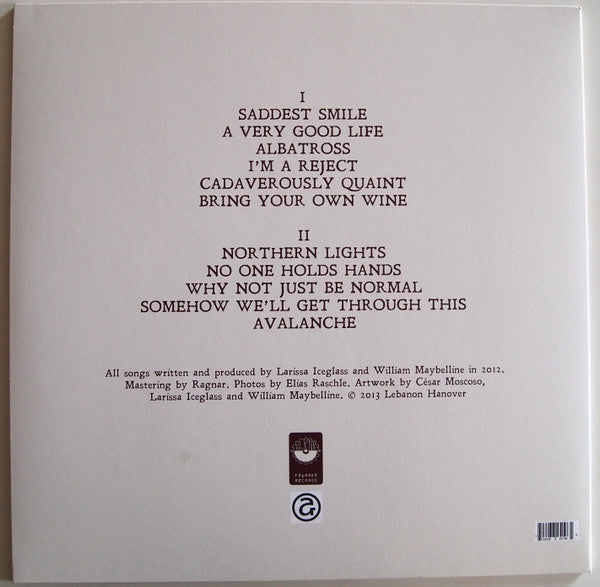 I
SADDEST SMILE
A VERY GOOD LIFE
ALBATROSS
I'M A REJECT
CADAVEROUSLY QUAINT
BRING YOUR OWN WINE
II
NORTHERN LIGHTS
NO ONE HOLDS HANDS
WHY NOT JUST BE NORMAL
SOMEHOW WE'LL GET THROUGH THIS
AVALANCHE
All songs written and produced by Larissa Iceglass and William Maybelline in 2012.
Mastering by Ragnar. Photos by Elias Raschle. Artwork by César Moscoso,
Larissa Iceglass and William Maybelline. © 2013 Lebanon Hanover
RECORDS
a